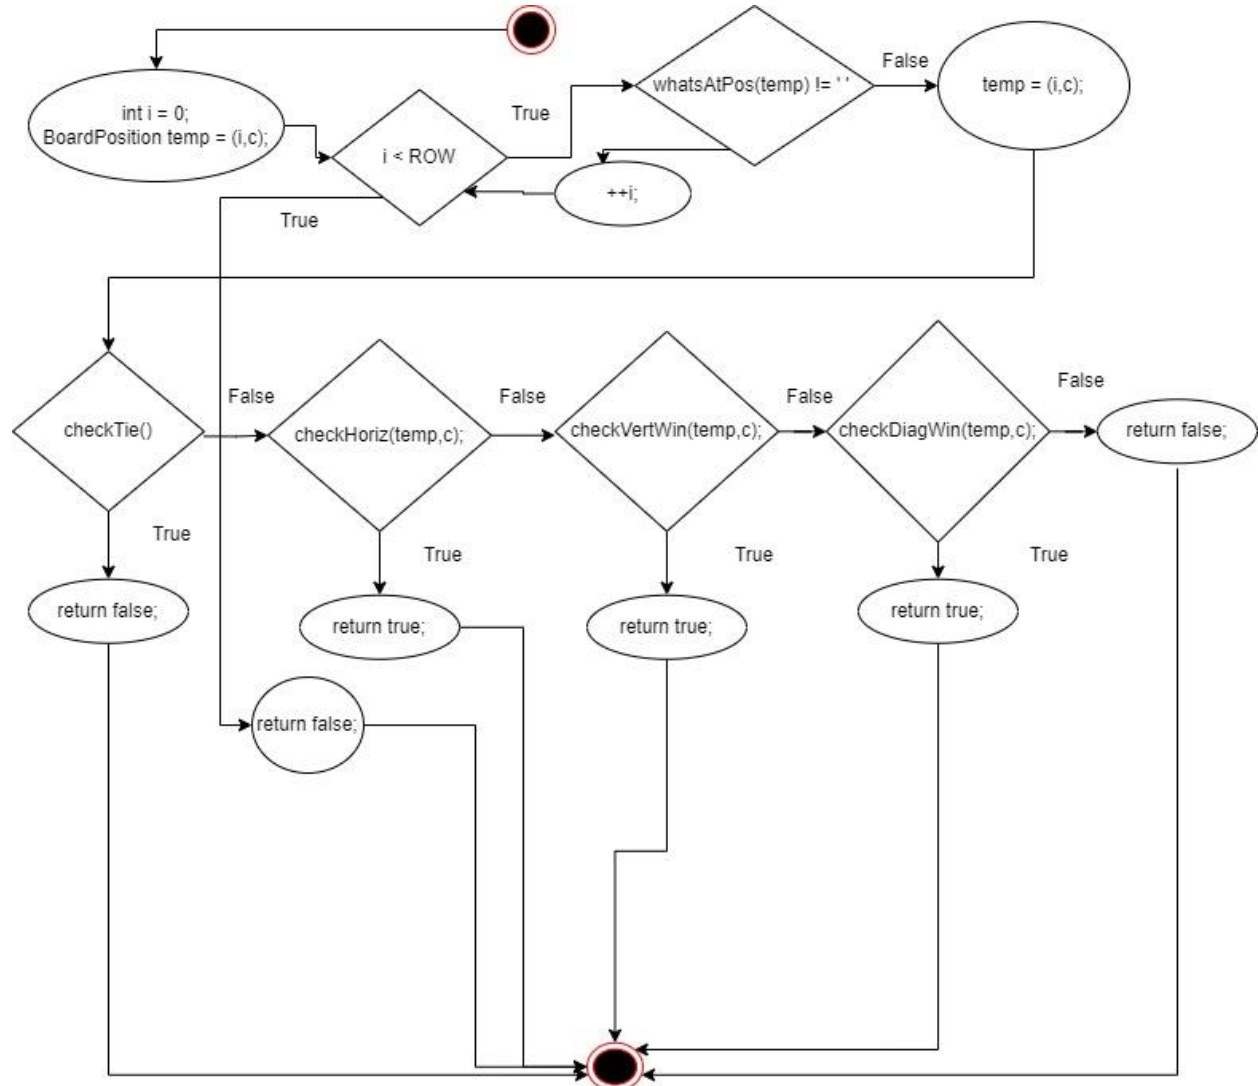 int i = 0;
BoardPosition temp = (i,c);
i < ROW
True
whatsAtPos(temp) != ' '
False
temp = (i,c);
++i;
True
checkTie()
False
checkHoriz(temp,c);
False
checkVertWin(temp,c);
False
checkDiagWin(temp,c);
False
return false;
True
True
True
True
return false;
return true;
return true;
return true;
return false;